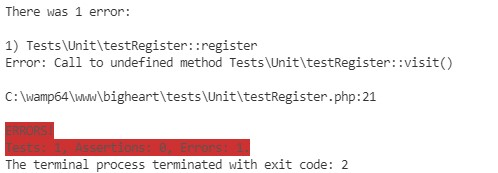 There was 1 error:
1) Tests\Unit\testRegister::register
Error: Call to undefined method Tests\Unit\testRegister::visit()
C:\wamp64\www\bigheart\tests\Unit\testRegister.php:21
ERRORS!
Tests: 1, Assertions: 0, Errors: 1.
The terminal process terminated with exit code: 2